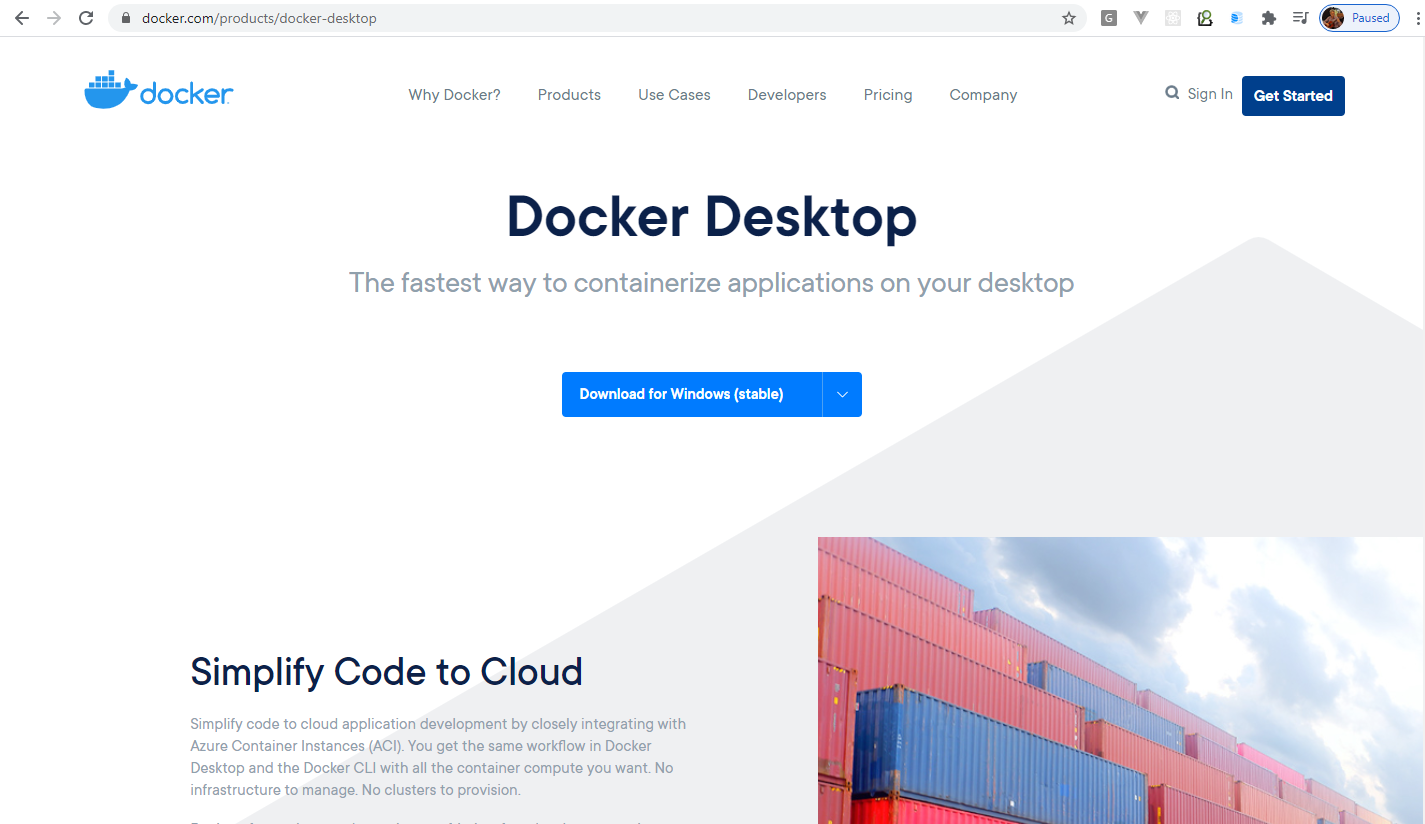 docker.com/products/docker-desktop
G
Paused
docker
Why Docker?
Products
Use Cases
Developers
Pricing
Company
Sign In
Get Started
Docker Desktop
The fastest way to containerize applications on your desktop
Download for Windows (stable)
Simplify Code to Cloud
Simplify code to cloud application development by closely integrating with
Azure Container Instances (ACI). You get the same workflow in Docker
Desktop and the Docker CLI with all the container compute you want. No
infrastructure to manage. No clusters to provision.